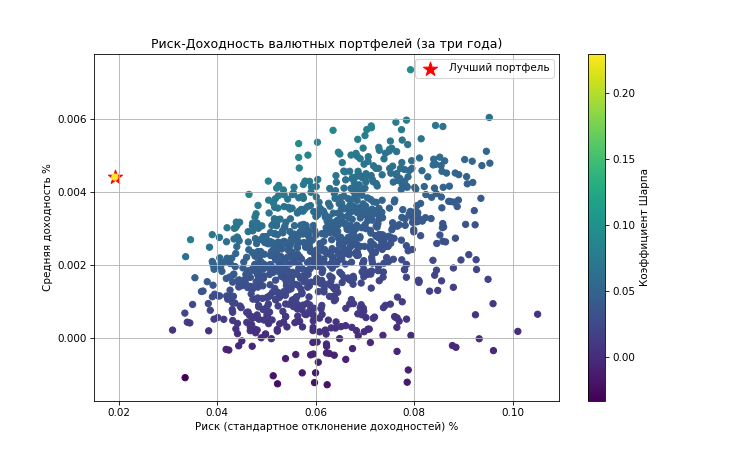 Риск-Доходность валютных портфелей (за три года)
Лучший портфель
0.006
0.004
0.002
0.000
Средняя доходность %
0.02 0.04 0.06 0.08 0.10
Риск (стандартное отклонение доходностей) %
0.20
0.15
0.10
0.05
0.00
Коэффициент Шарпа